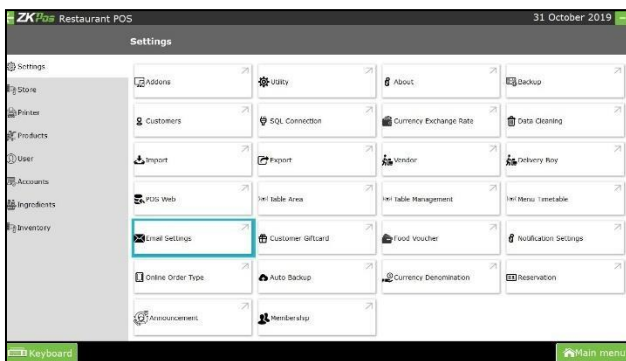 ZKPos Restaurant POS
31 October 2019
Settings
Settings
Store
Printer
Products
User
Accounts
Ingredients
Inventory
Addons
Utility
About
Backup
Customers
SQL Connection
Currency Exchange Rate
Data Cleaning
Import
Export
Vendor
Delivery Boy
POS Web
Table Area
Table Management
Menu Timetable
Email Settings
Customer Giftcard
Food Voucher
Notification Settings
Online Order Type
Auto Backup
Currency Denomination
Reservation
Announcement
Membership
Keyboard
Main menu